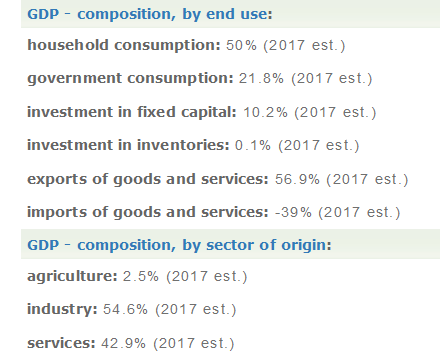 GDP - composition, by end use:
household consumption: 50% (2017 est.)
government consumption: 21.8% (2017 est.)
investment in fixed capital: 10.2% (2017 est.)
investment in inventories: 0.1% (2017 est.)
exports of goods and services: 56.9% (2017 est.)
imports of goods and services: -39% (2017 est.)
GDP - composition, by sector of origin:
agriculture: 2.5% (2017 est.)
industry: 54.6% (2017 est.)
services: 42.9% (2017 est.)